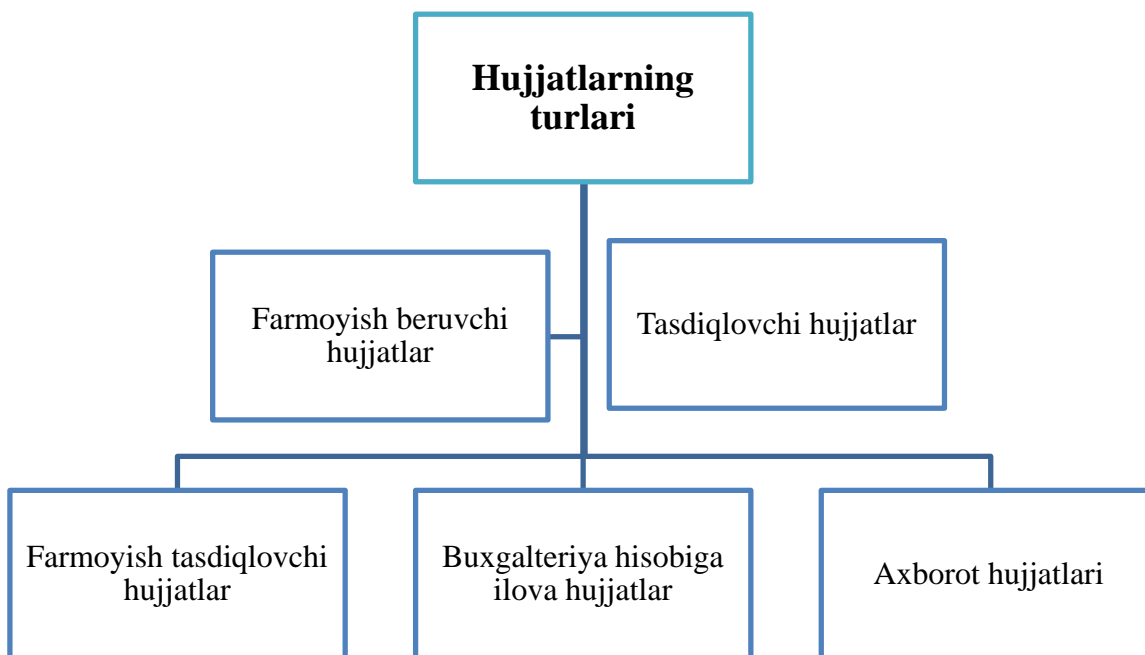 Hujjatlarning
turlari
Farmoyish beruvchi
hujjatlar
Tasdiqlovchi hujjatlar
Farmoyish tasdiqlovchi
hujjatlar
Buxgalteriya hisobiga
ilova hujjatlar
Axborot hujjatlari